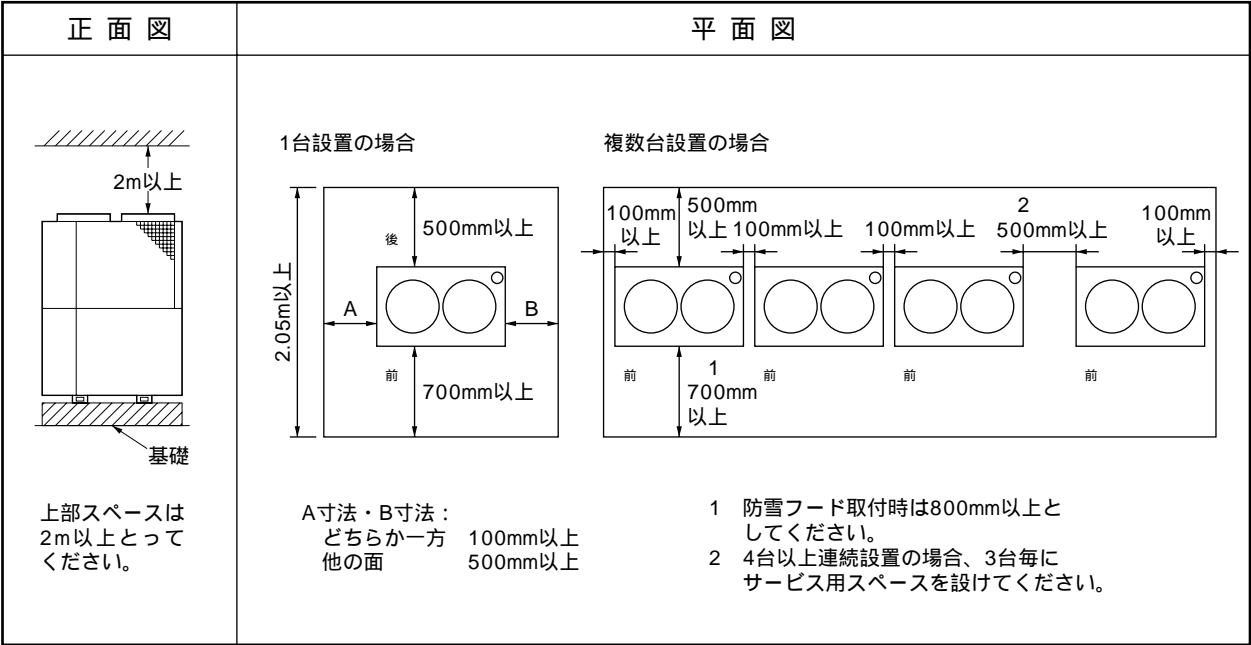 正面図
平面図
2m以上
基礎
上部スペースは
2m以上とって
ください。
1台設置の場合
2.05m以上
後
500mm以上
A
B
前
700mm以上
A寸法・B寸法：
どちらか一方 100mm以上
他の面 500mm以上
複数台設置の場合
100mm
以上
500mm
以上
100mm以上
100mm以上
2
500mm以上
100mm
以上
前
1
700mm
以上
前
前
前
1 防雪フード取付時は800mm以上と
してください。
2 4台以上連続設置の場合、3台毎に
サービス用スペースを設けてください。